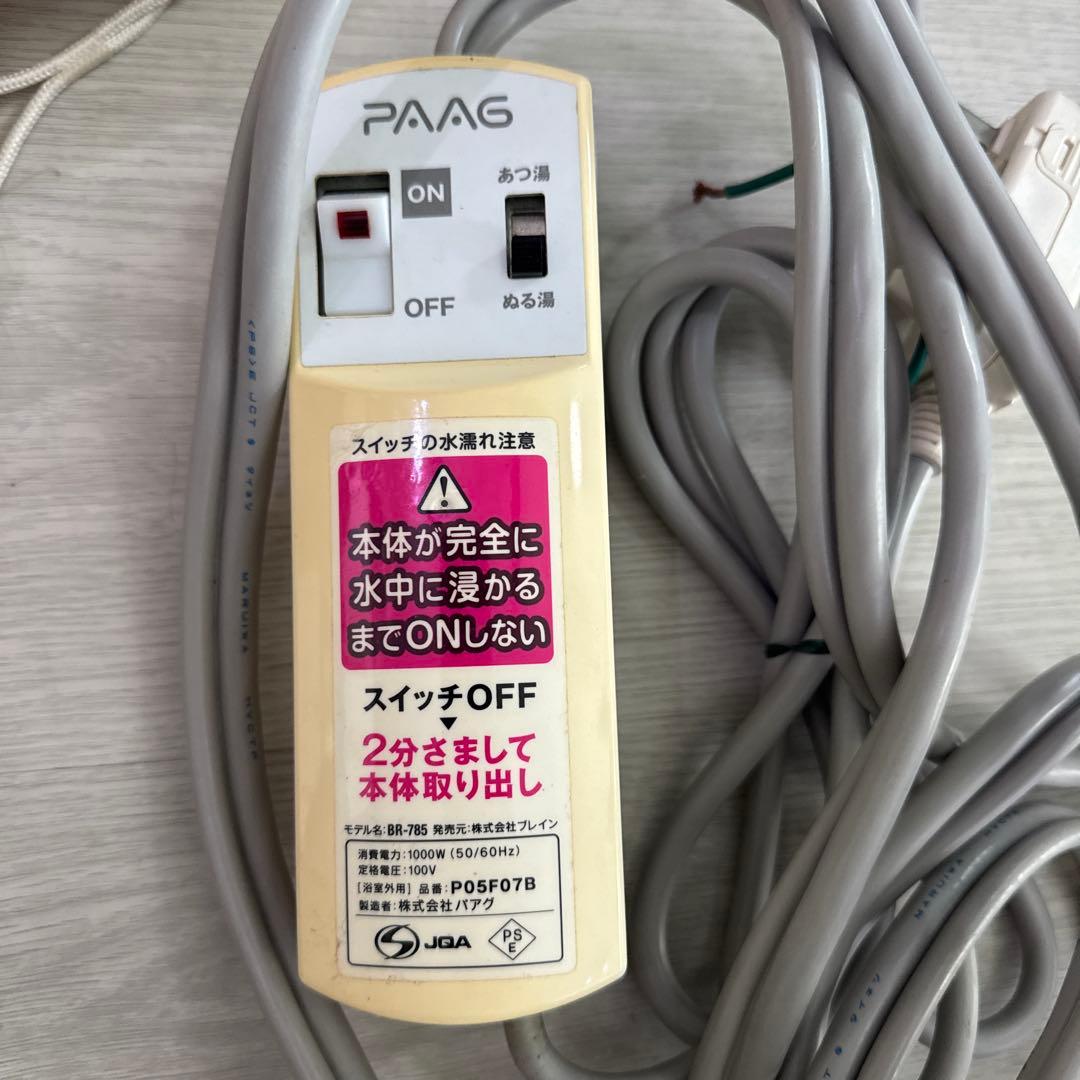 PAAG
ON
OFF
あつ湯
ぬる湯
スイッチの水濡れ注意
本体が完全に
水中に浸かる
までONしない
スイッチOFF
2分さまして
本体取り出し
モデル名:BR-785 発売元:株式会社ブレイン
消費電力:1000W (50/60Hz)
定格電圧:100V
[浴室外用] 品番:P05F07B
製造者:株式会社パアグ
JQA
PS
E
MARUIWA